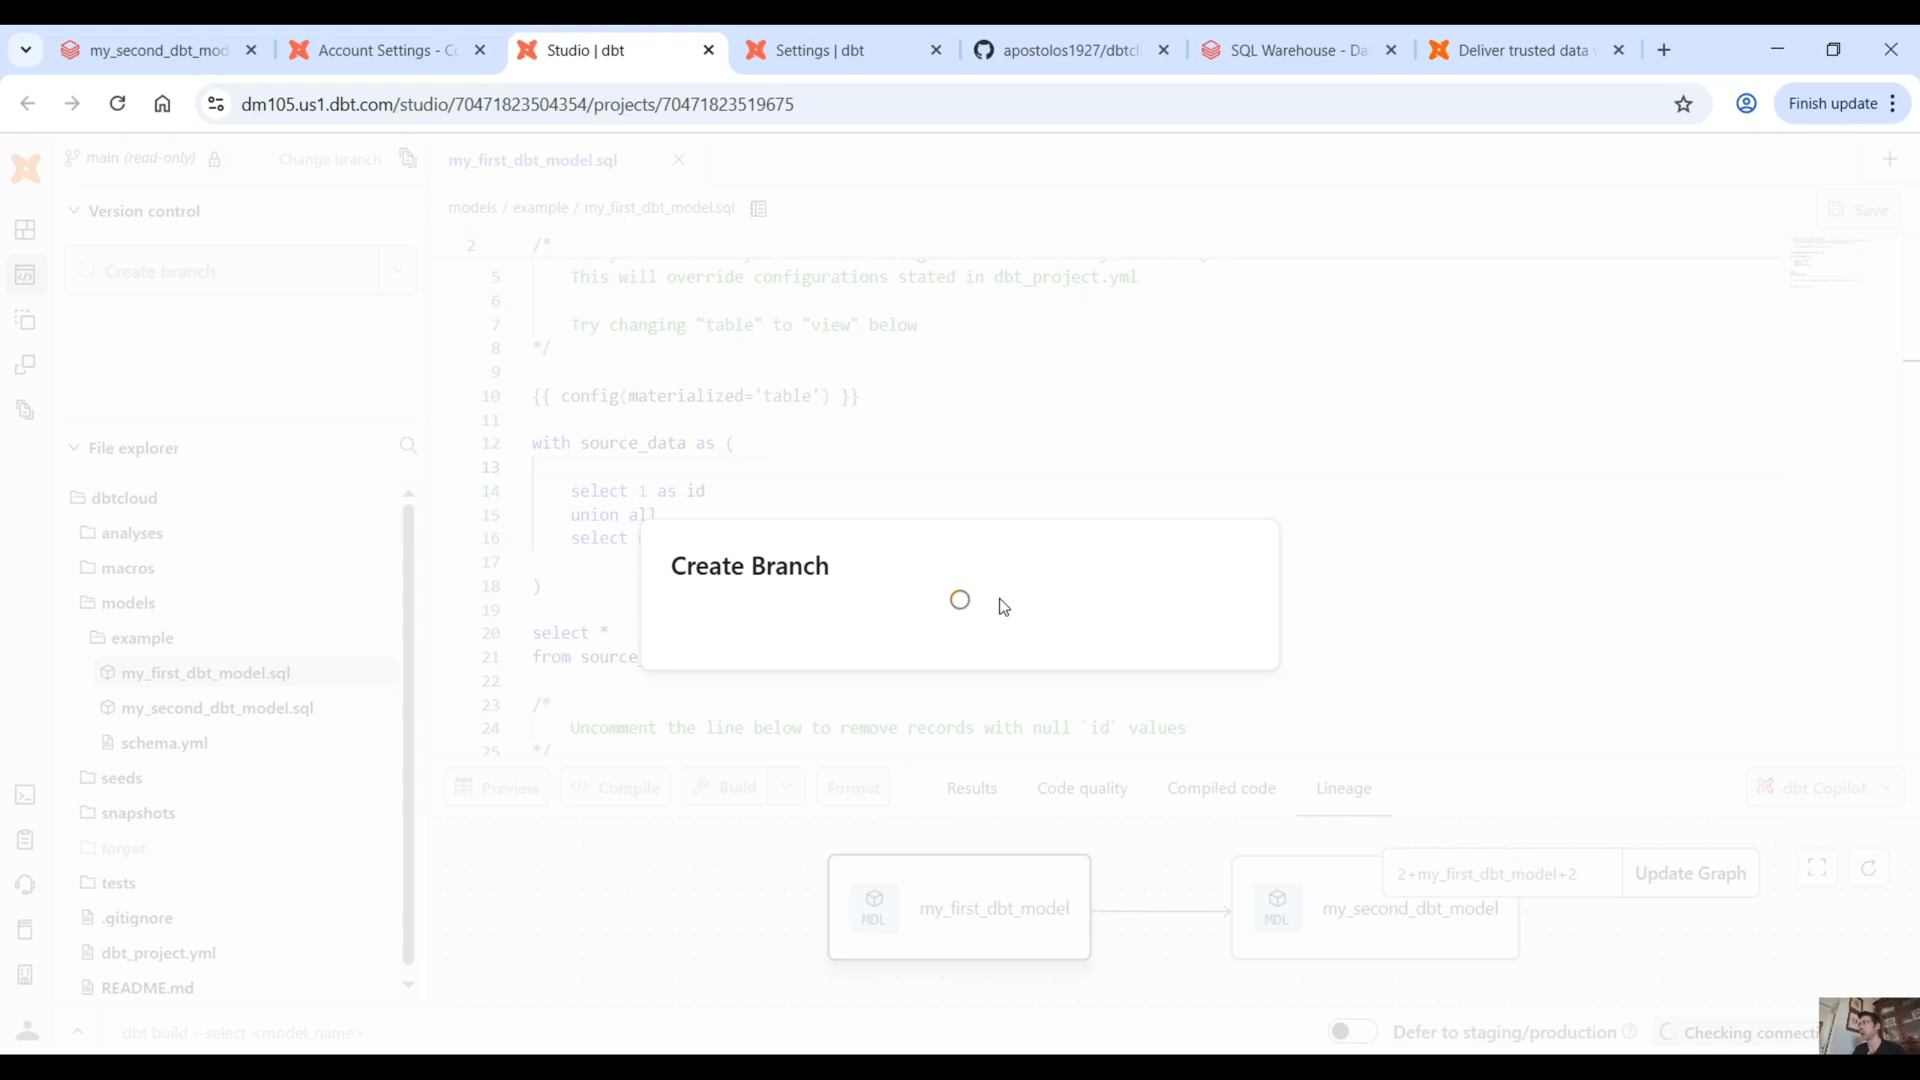 my_second_dbt_mod
Account Settings - Co
Studio | dbt
Settings | dbt
apostolos1927/dbtcl
SQL Warehouse - Da
Deliver trusted data w
dm105.us1.dbt.com/studio/70471823504354/projects/70471823519675
Finish update
main (read-only)
Change branch
my_first_dbt_model.sql
Version control
models / example / my_first_dbt_model.sql
Save
Create branch
2 /*
5 This will override configurations stated in dbt_project.yml
6
7 Try changing "table" to "view" below
8 */
9
10 {{ config(materialized='table') }}
11
12 with source_data as (
13
14 select 1 as id
15 union all
16 select
17
18 )
19
20 select *
21 from source_
22
23 /*
24 Uncomment the line below to remove records with null `id` values
25 */
Create Branch
File explorer
dbtcloud
analyses
macros
models
example
my_first_dbt_model.sql
my_second_dbt_model.sql
schema.yml
seeds
snapshots
target
tests
.gitignore
dbt_project.yml
README.md
Preview
Compile
Build
Format
Results
Code quality
Compiled code
Lineage
dbt Copilot
MDL
my_first_dbt_model
MDL
my_second_dbt_model
2+my_first_dbt_model+2
Update Graph
dbt build --select <model_name>
Defer to staging/production
Checking connecti